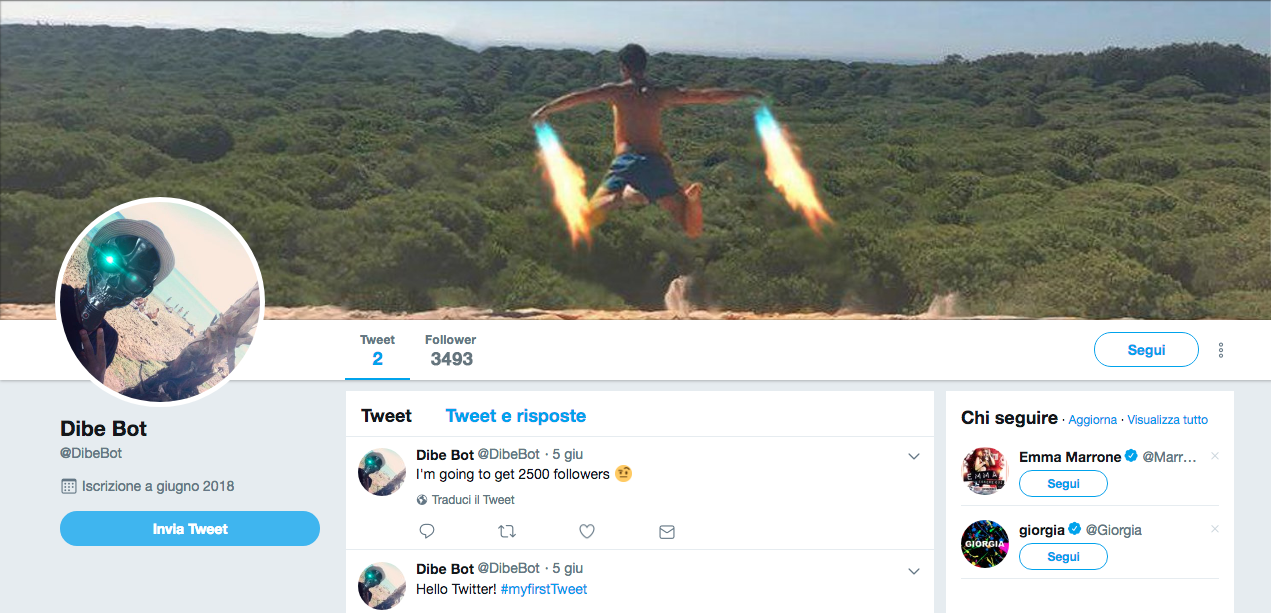 Tweet
2
Follower
3493
Segui
Dibe Bot
@DibeBot
Iscrizione a giugno 2018
Invia Tweet
Tweet Tweet e risposte
Dibe Bot @DibeBot · 5 giu
I'm going to get 2500 followers 🤨
Traduci il Tweet
Dibe Bot @DibeBot · 5 giu
Hello Twitter! #myfirstTweet
Chi seguire · Aggiorna · Visualizza tutto
Emma Marrone @Marr...
Segui
EMMA
giorgia @Giorgia
Segui
GIORGIA